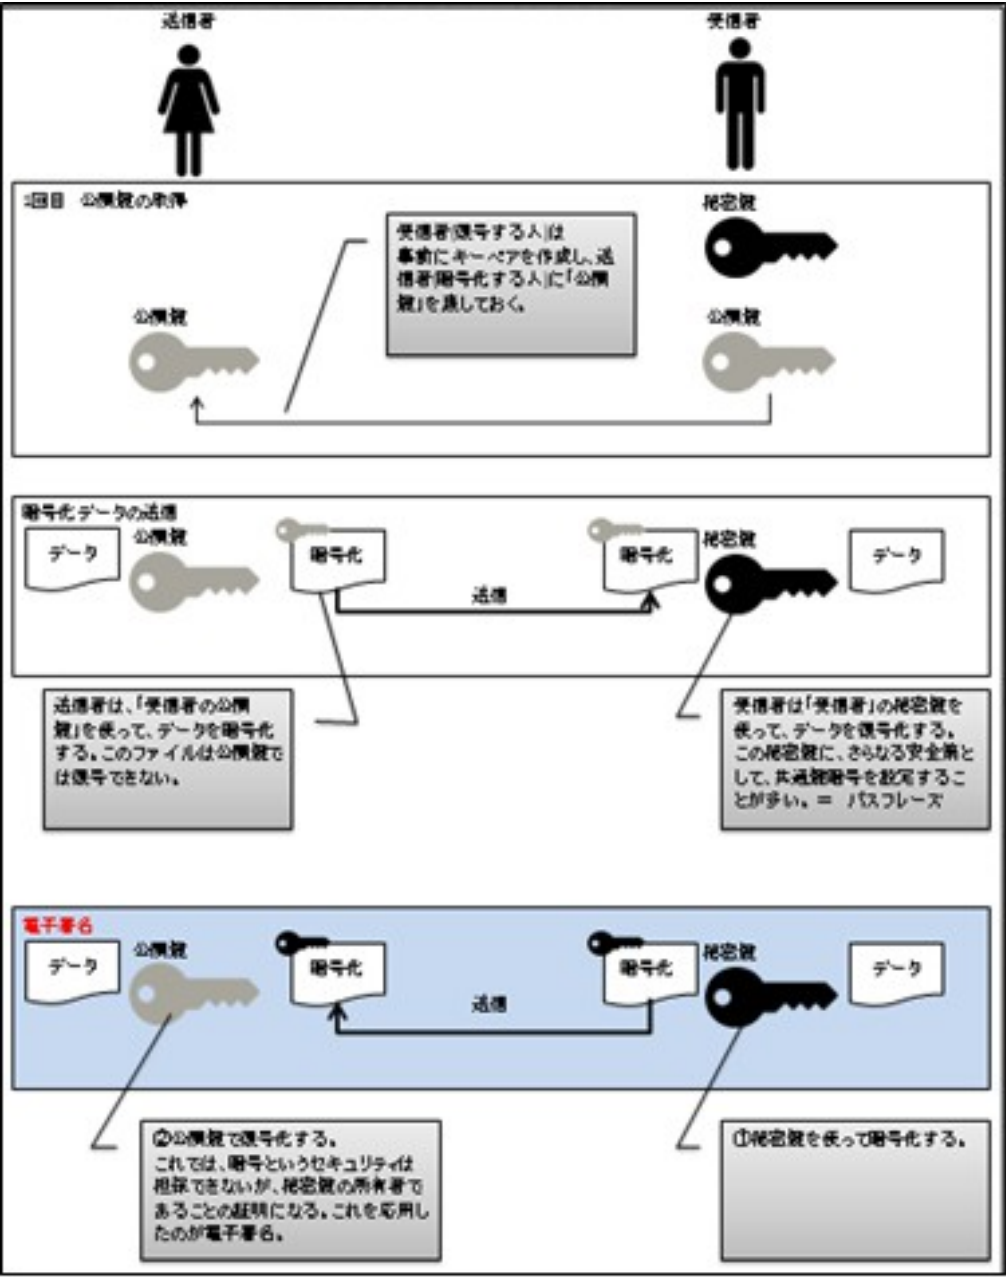 送信者
受信者
1回目 公開鍵の取得
秘密鍵
受信者(復号する人)は
事前にキーペアを作成し、送
信者(暗号化する人)に「公開
鍵」を渡しておく。
公開鍵
公開鍵
暗号化データの送信
データ
公開鍵
暗号化
送信
暗号化
秘密鍵
データ
送信者は、「受信者の公開
鍵」を使って、データを暗号化
する。このファイルは公開鍵で
は復号できない。
受信者は「受信者」の秘密鍵を
使って、データを復号化する。
この秘密鍵に、さらなる安全策と
して、共通鍵暗号を設定するこ
とが多い。＝ パスフレーズ
電子署名
データ
公開鍵
暗号化
送信
暗号化
秘密鍵
データ
②公開鍵で復号化する。
これでは、暗号というセキュリティは
担保できないが、秘密鍵の所有者で
あることの証明になる。これを応用し
たのが電子署名。
①秘密鍵を使って暗号化する。